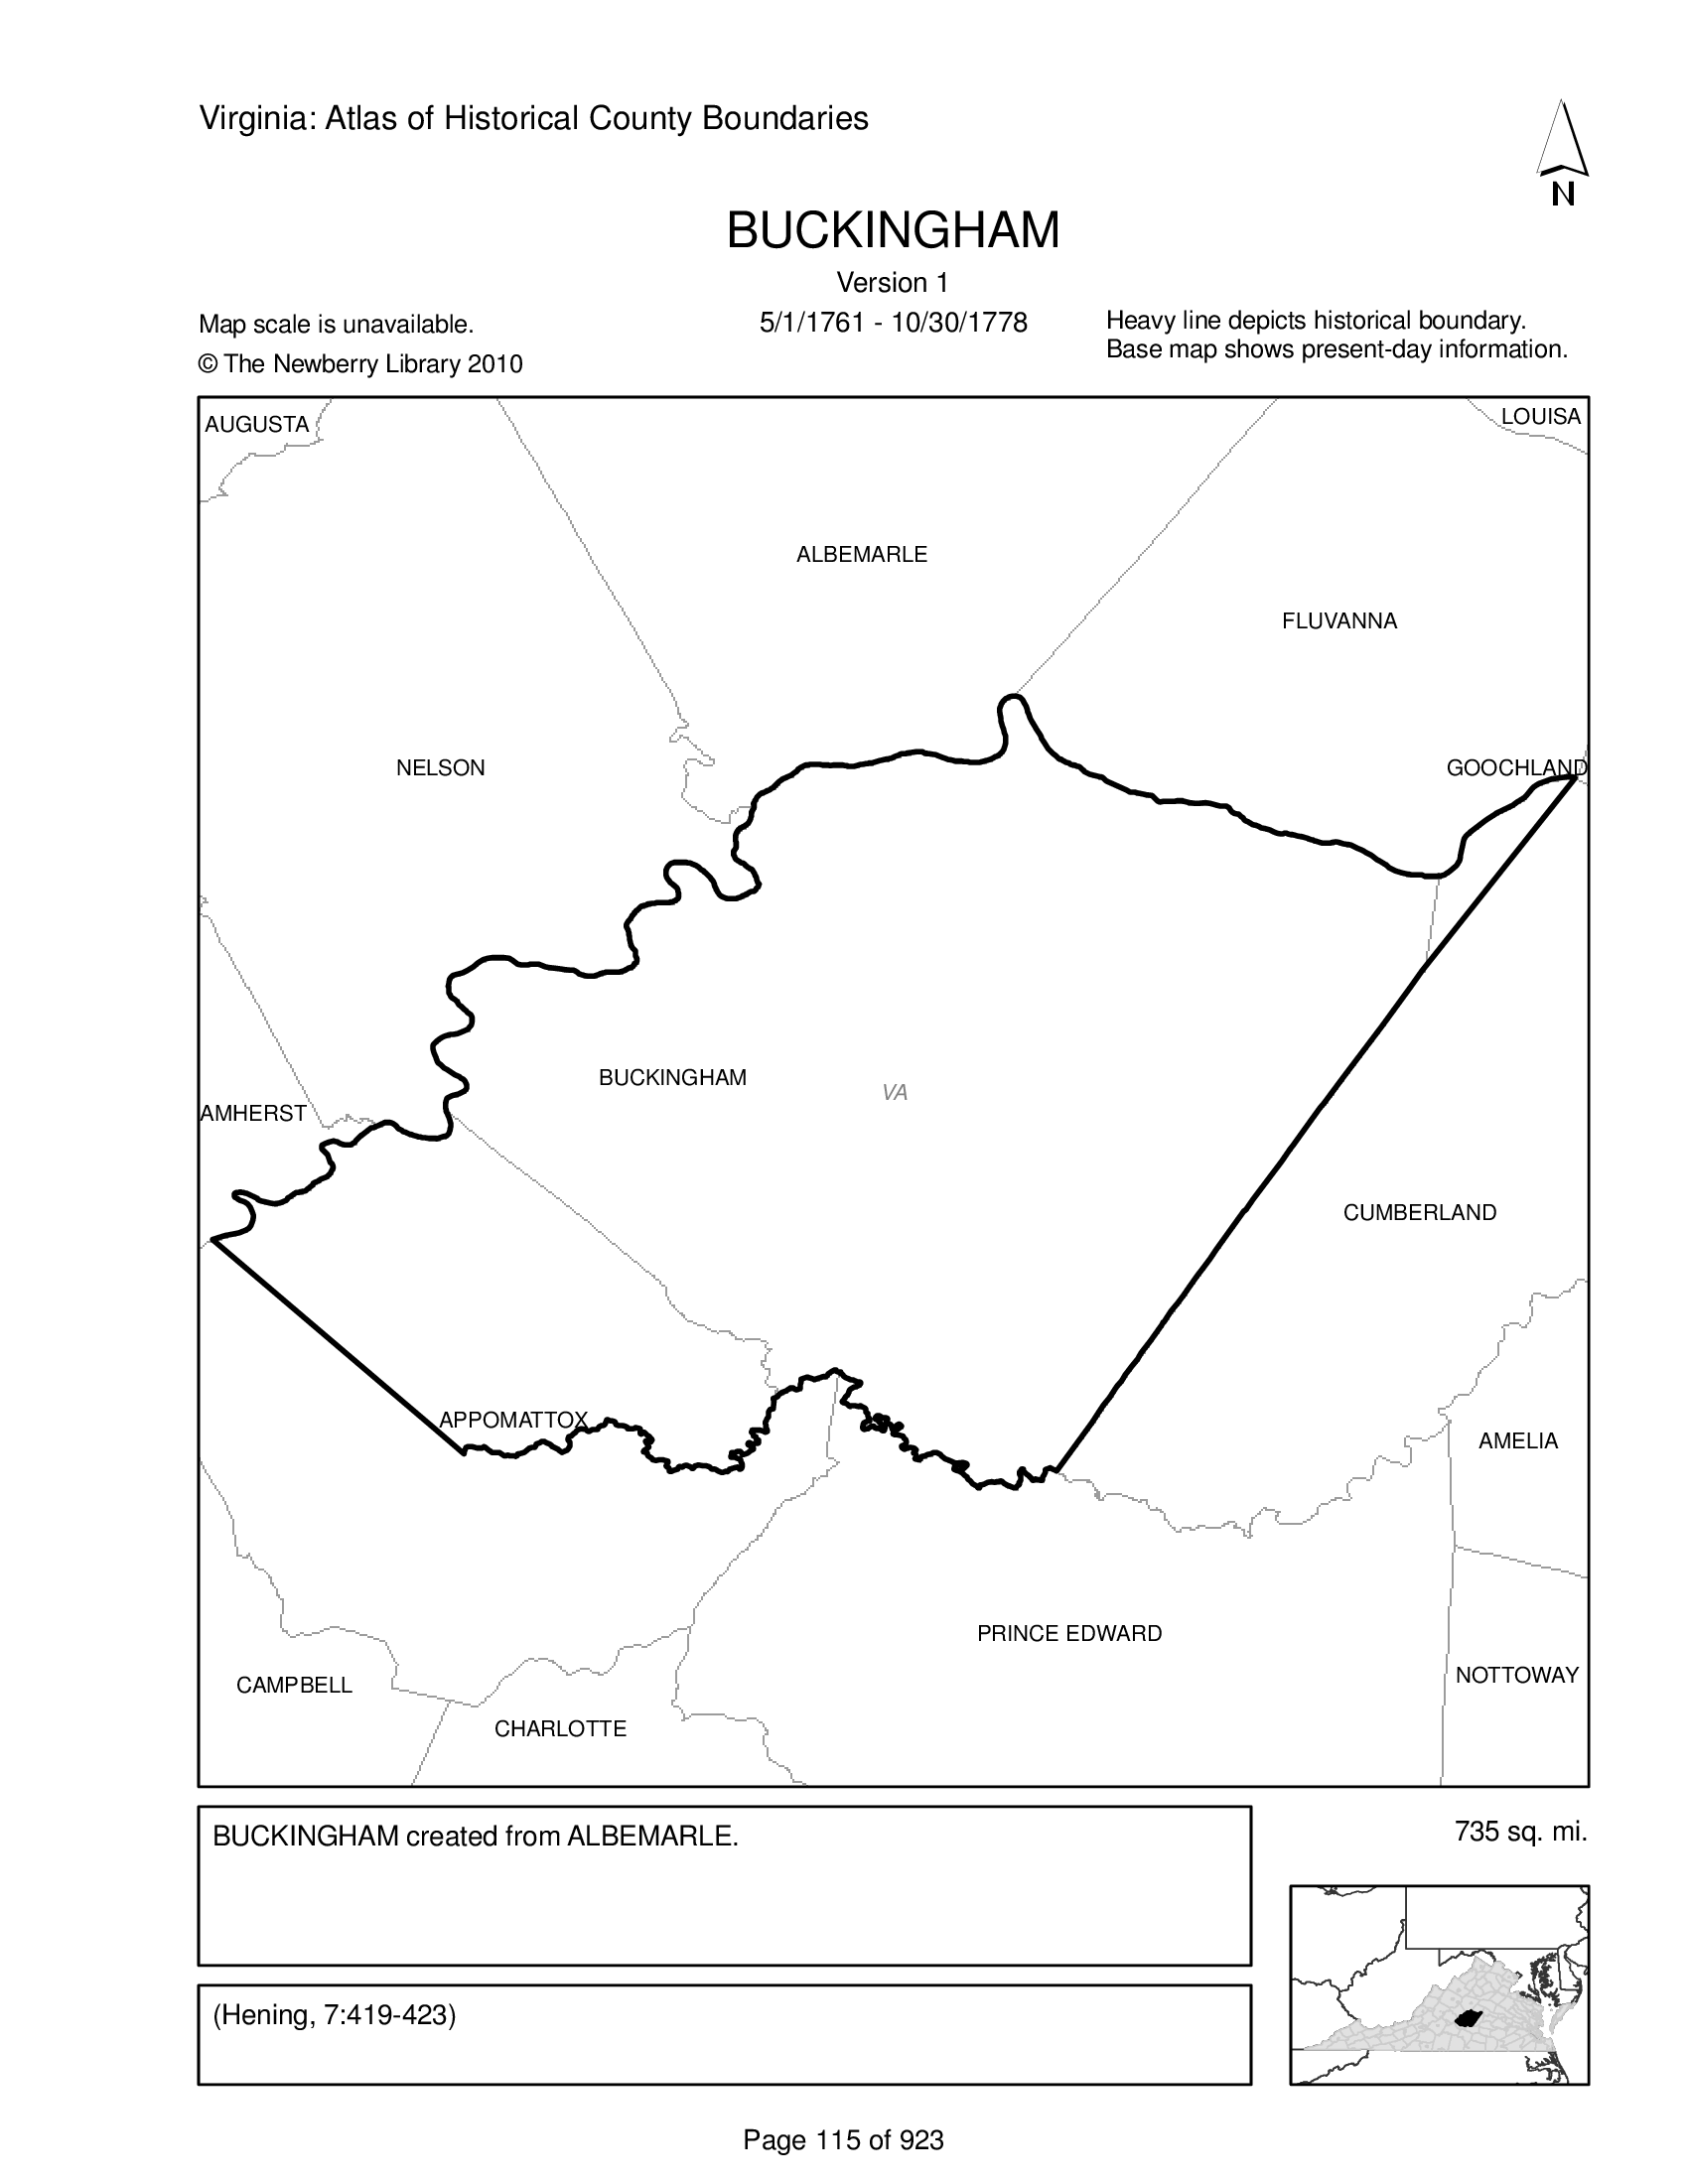 Virginia: Atlas of Historical County Boundaries
N
BUCKINGHAM
Version 1
5/1/1761 - 10/30/1778
Map scale is unavailable.
© The Newberry Library 2010
Heavy line depicts historical boundary.
Base map shows present-day information.
AUGUSTA
LOUISA
ALBEMARLE
FLUVANNA
NELSON
GOOCHLAND
BUCKINGHAM
VA
AMHERST
CUMBERLAND
APPOMATTOX
AMELIA
PRINCE EDWARD
NOTTOWAY
CAMPBELL
CHARLOTTE
BUCKINGHAM created from ALBEMARLE.
735 sq. mi.
(Hening, 7:419-423)
Page 115 of 923